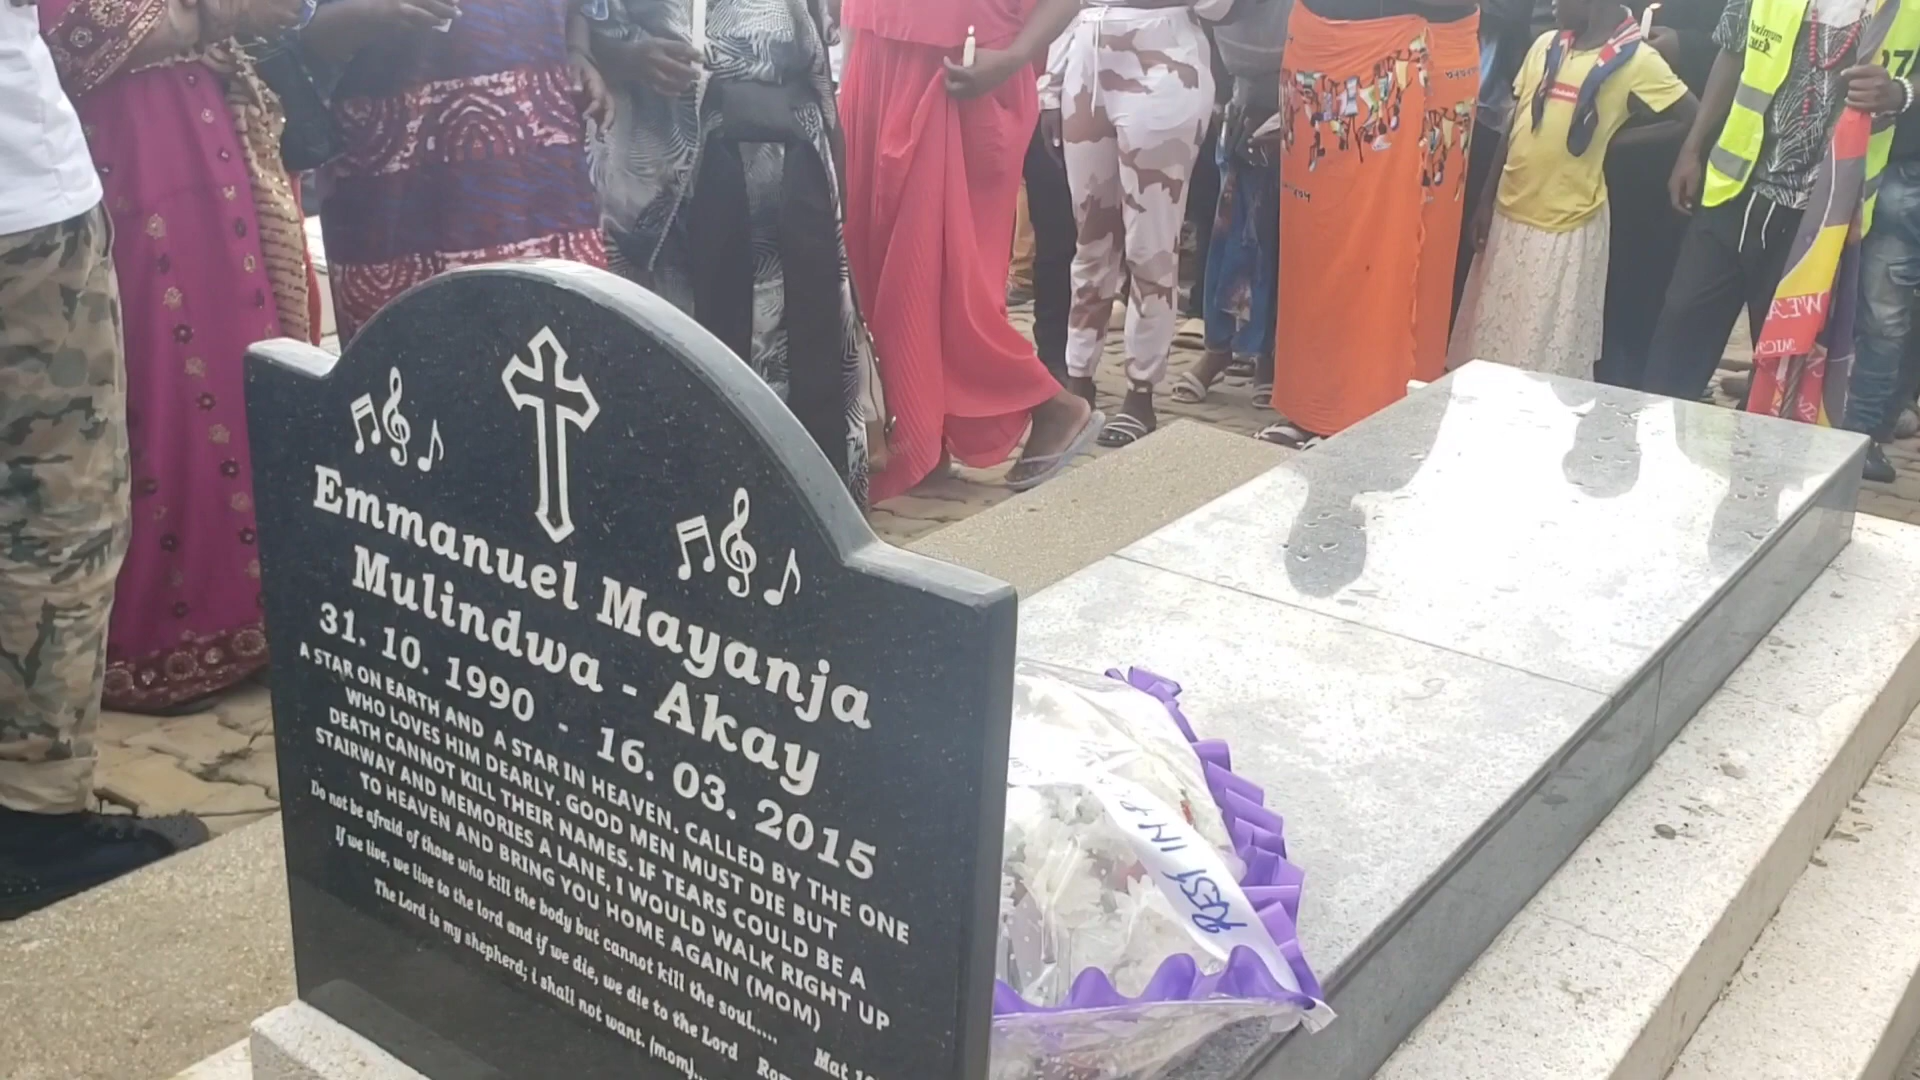 Emmanuel Mayanja
Mulindwa - Akay
31. 10. 1990 - 16. 03. 2015
A STAR ON EARTH AND A STAR IN HEAVEN. CALLED BY THE ONE
WHO LOVES HIM DEARLY. GOOD MEN MUST DIE BUT
DEATH CANNOT KILL THEIR NAMES. IF TEARS COULD BE A
STAIRWAY AND MEMORIES A LANE, I WOULD WALK RIGHT UP
TO HEAVEN AND BRING YOU HOME AGAIN (MOM)
Do not be afraid of those who kill the body but cannot kill the soul.... Mat
If we live, we live to the lord and if we die, we die to the Lord
The Lord is my shepherd; i shall not want. (mom)...
REST IN